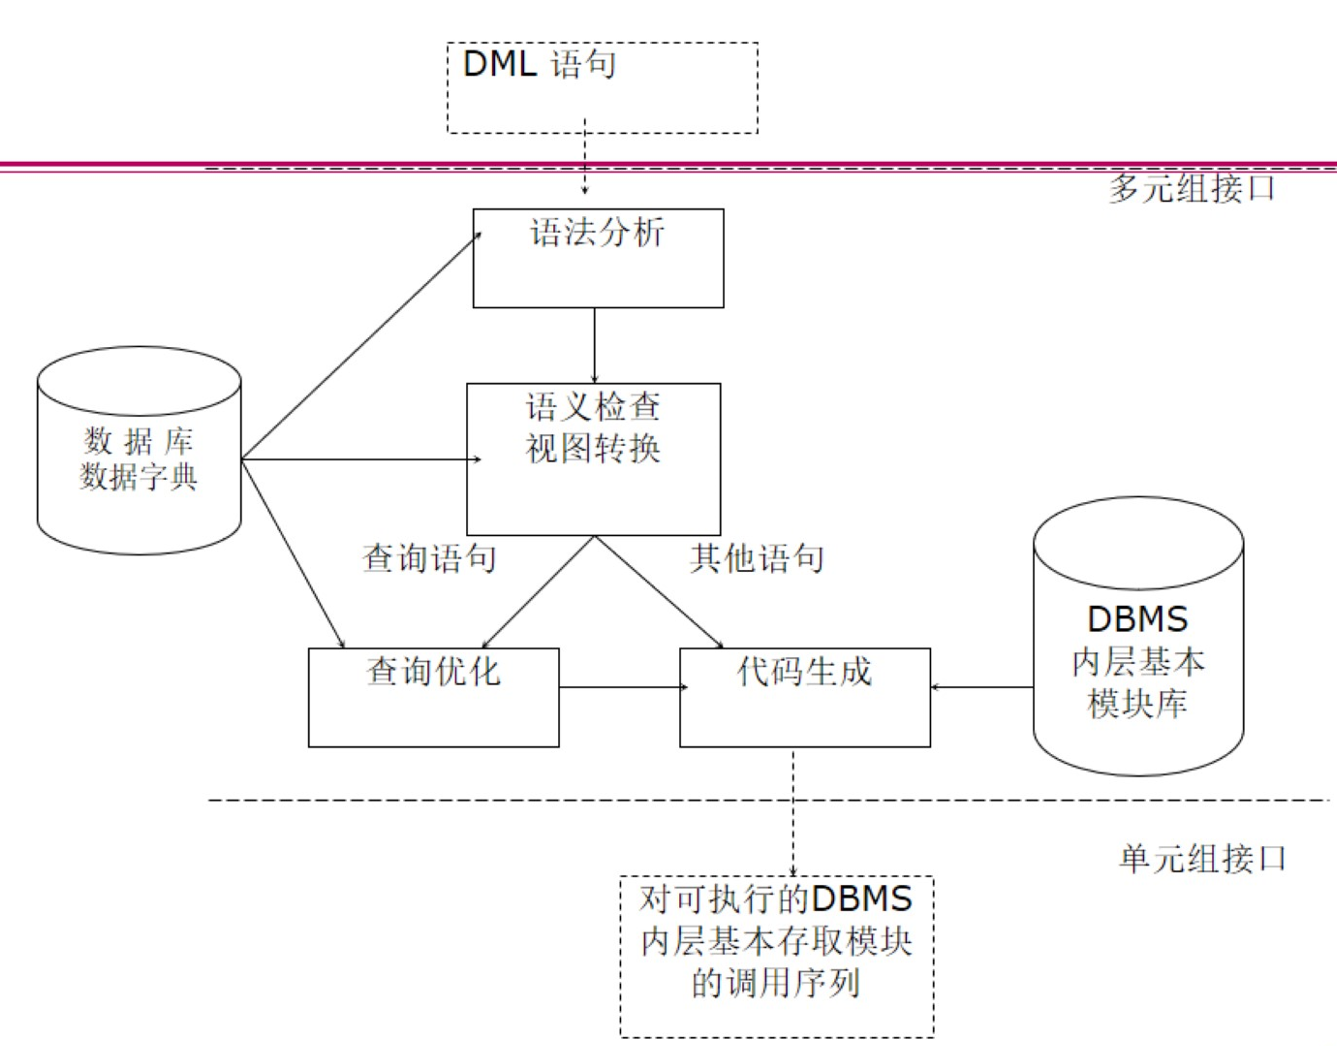 DML 语句
多元组接口
语法分析
数 据 库
数据字典
语义检查
视图转换
查询语句
其他语句
查询优化
代码生成
DBMS
内层基本
模块库
单元组接口
对可执行的DBMS
内层基本存取模块
的调用序列